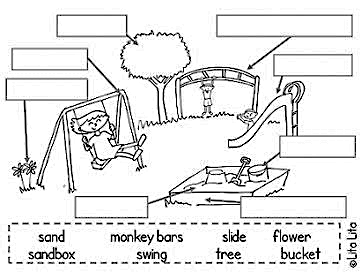 sand monkey bars slide flower
sandbox swing tree bucket
© Lita Lita